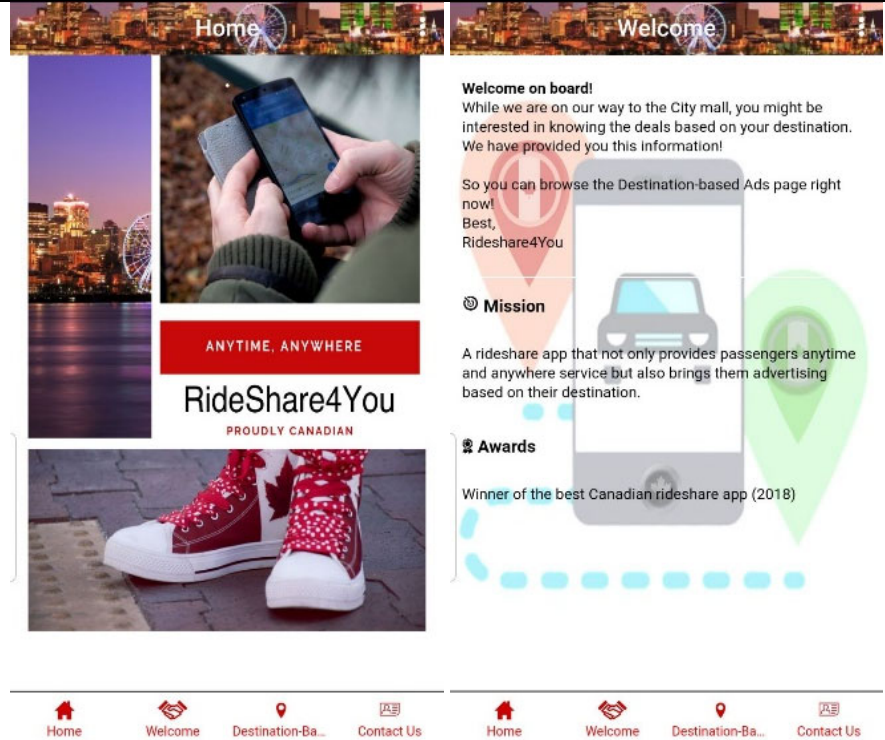 Home
ANYTIME, ANYWHERE
RideShare4You
PROUDLY CANADIAN
Home
Welcome
Destination-Ba...
Contact Us
Welcome
Welcome on board!
While we are on our way to the City mall, you might be
interested in knowing the deals based on your destination.
We have provided you this information!
So you can browse the Destination-based Ads page right
now!
Best,
Rideshare4You
Mission
A rideshare app that not only provides passengers anytime
and anywhere service but also brings them advertising
based on their destination.
Awards
Winner of the best Canadian rideshare app (2018)
Home
Welcome
Destination-Ba...
Contact Us